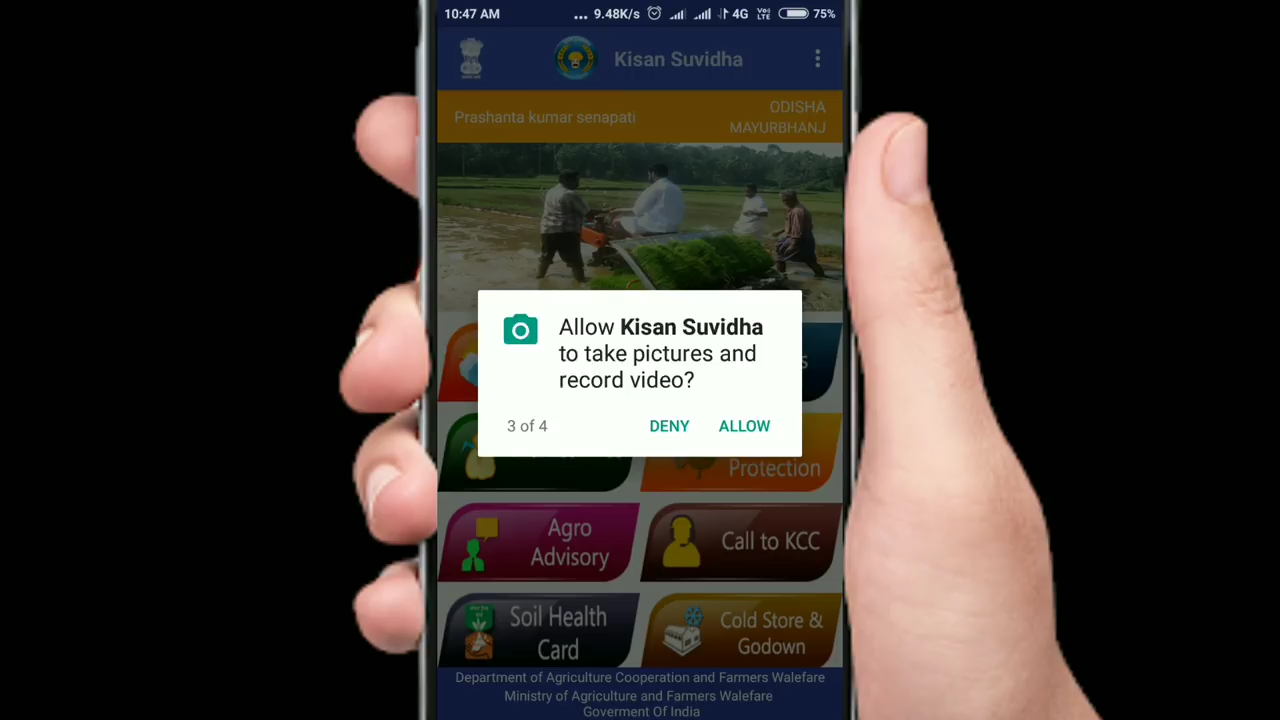 10:47 AM
... 9.48K/s 4G Vo) LTE 75%
Kisan Suvidha
Prashanta kumar senapati
ODISHA
MAYURBHANJ
Allow Kisan Suvidha
to take pictures and
record video?
3 of 4 DENY ALLOW
Protection
Agro
Advisory
Call to KCC
Soil Health
Card
Cold Store &
Godown
Department of Agriculture Cooperation and Farmers Walefare
Ministry of Agriculture and Farmers Walefare
Goverment Of India